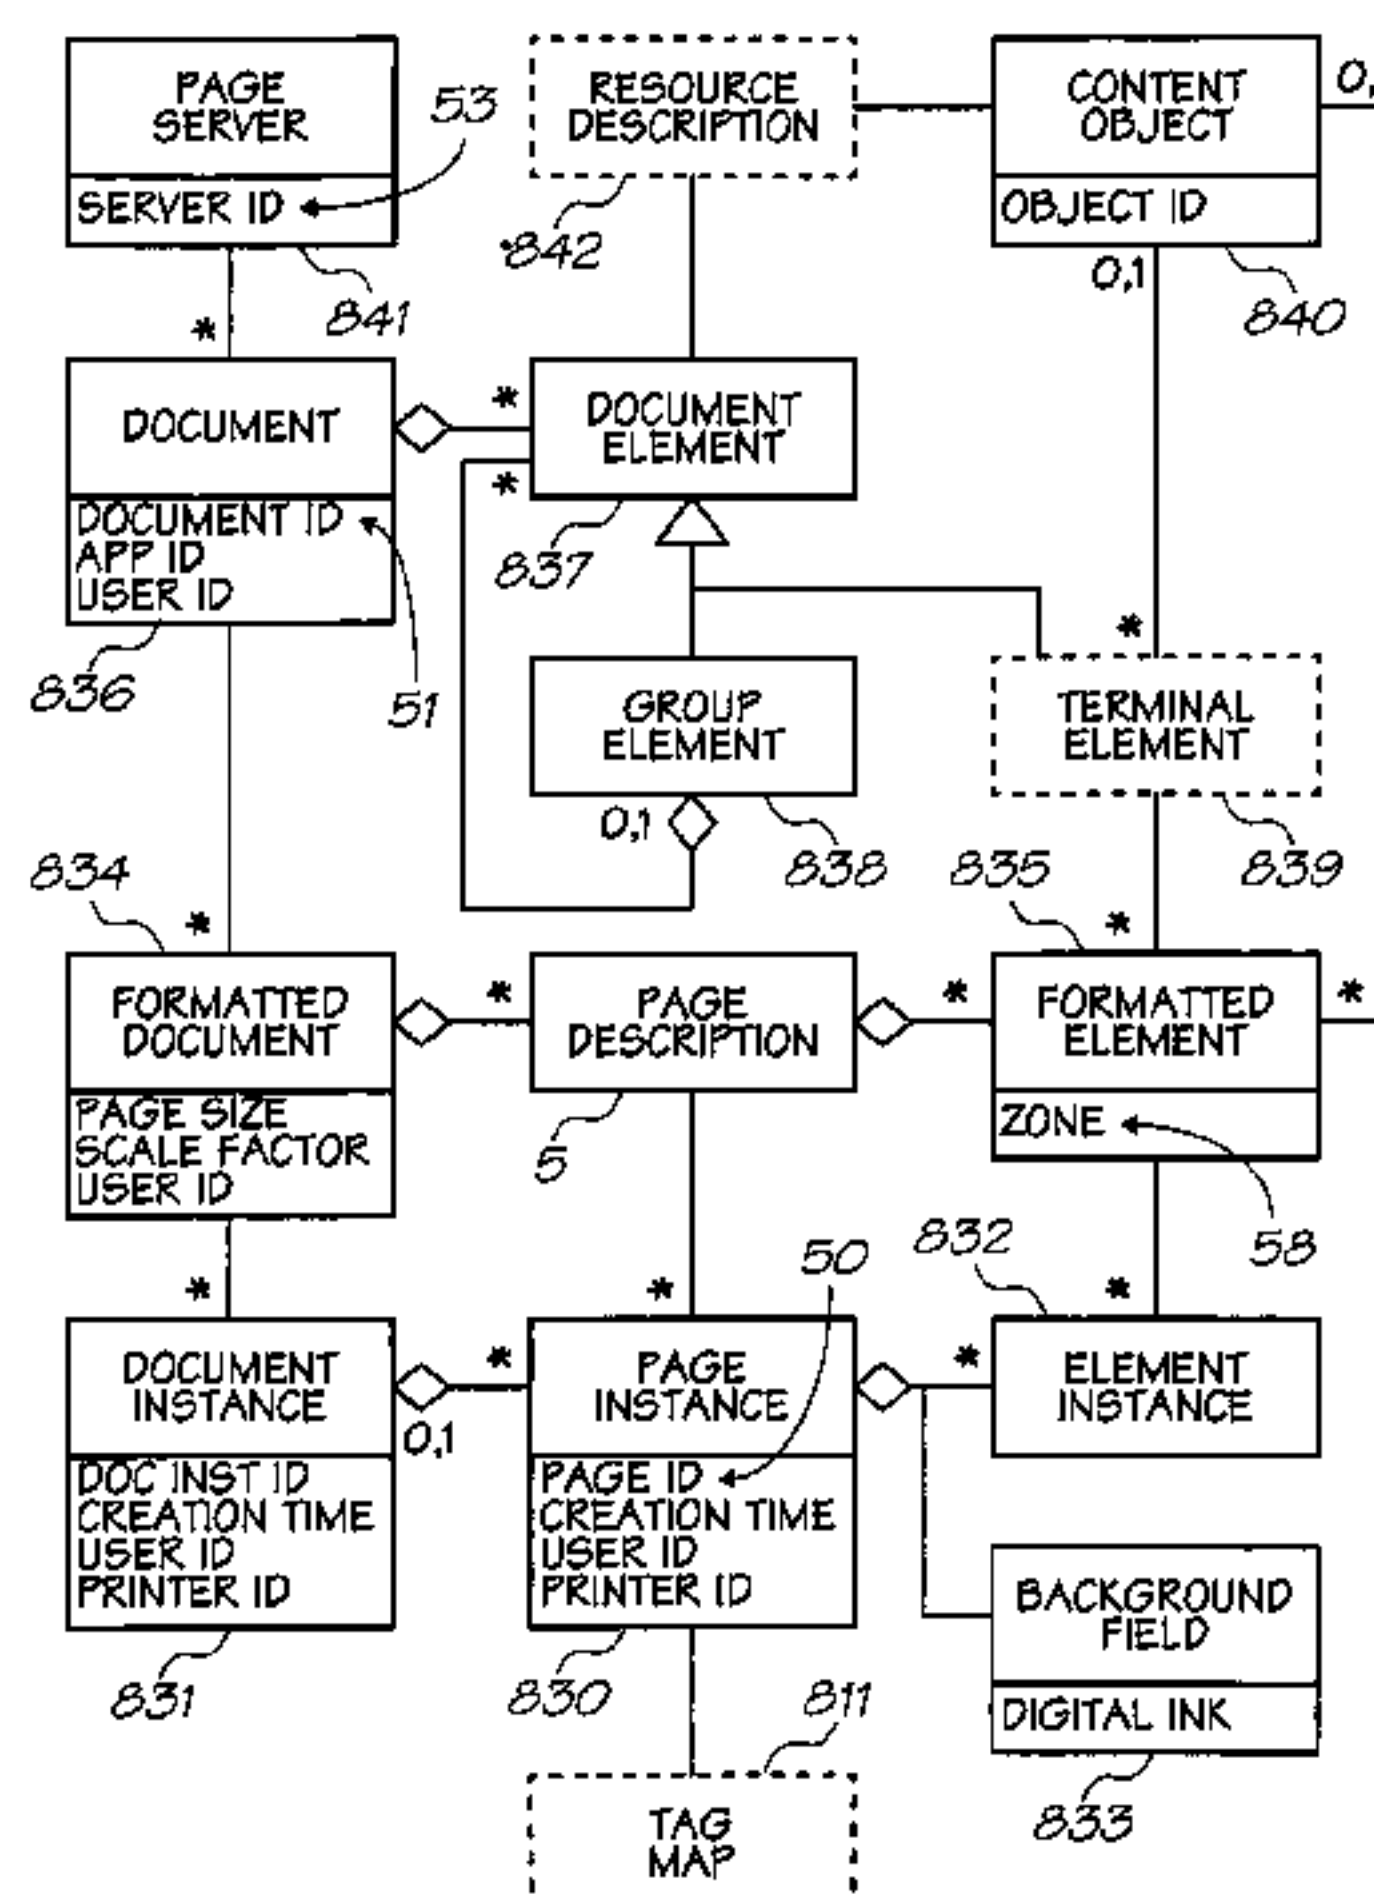 PAGE
SERVER
SERVER ID
53
841
RESOURCE
DESCRIPTION
842
CONTENT
OBJECT
OBJECT ID
0,
0,1
840
*
DOCUMENT
DOCUMENT ID
APP ID
USER ID
836
51
*
*
DOCUMENT
ELEMENT
837
GROUP
ELEMENT
0,1
838
*
TERMINAL
ELEMENT
839
834
*
FORMATTED
DOCUMENT
PAGE SIZE
SCALE FACTOR
USER ID
*
PAGE
DESCRIPTION
5
*
835
*
FORMATTED
ELEMENT
ZONE
*
58
*
DOCUMENT
INSTANCE
DOC INST ID
CREATION TIME
USER ID
PRINTER ID
831
*
0,1
*
50
PAGE
INSTANCE
PAGE ID
CREATION TIME
USER ID
PRINTER ID
830
832
*
*
ELEMENT
INSTANCE
BACKGROUND
FIELD
DIGITAL INK
833
811
TAG
MAP